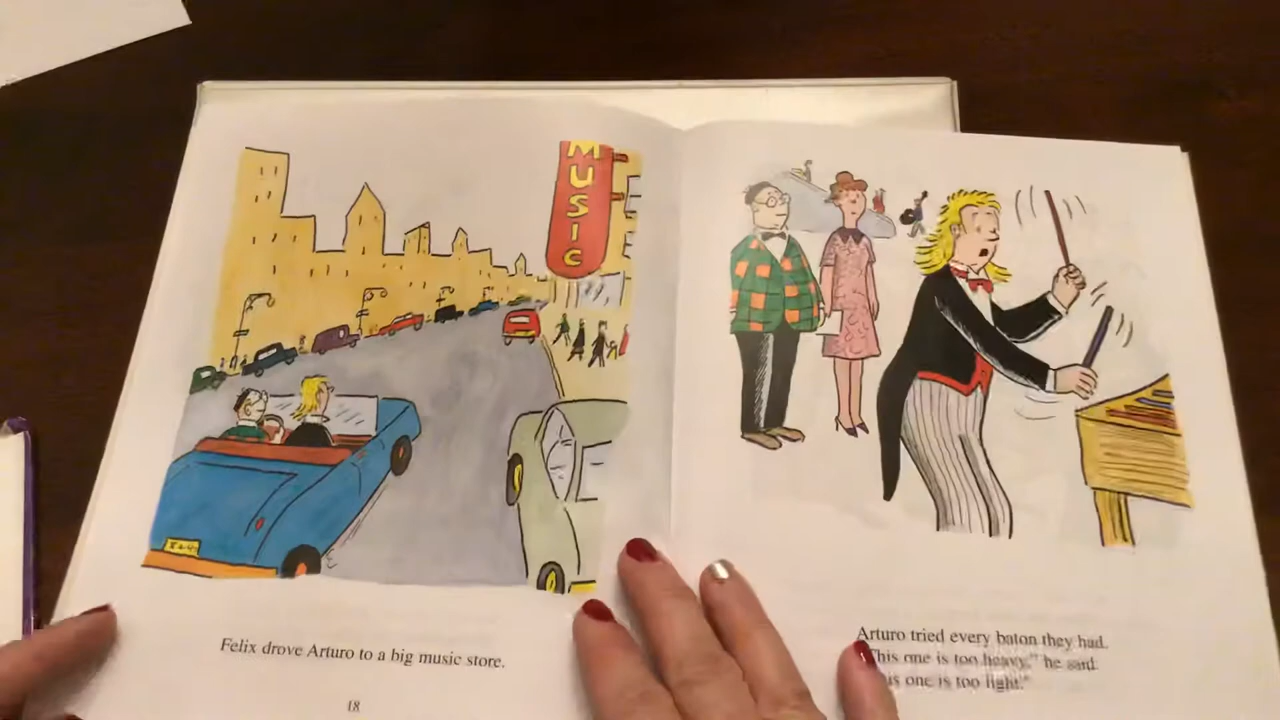 MUSIC
Felix drove Arturo to a big music store.
18
Arturo tried every baton they had.
This one is too heavy," he said.
is one is too light."